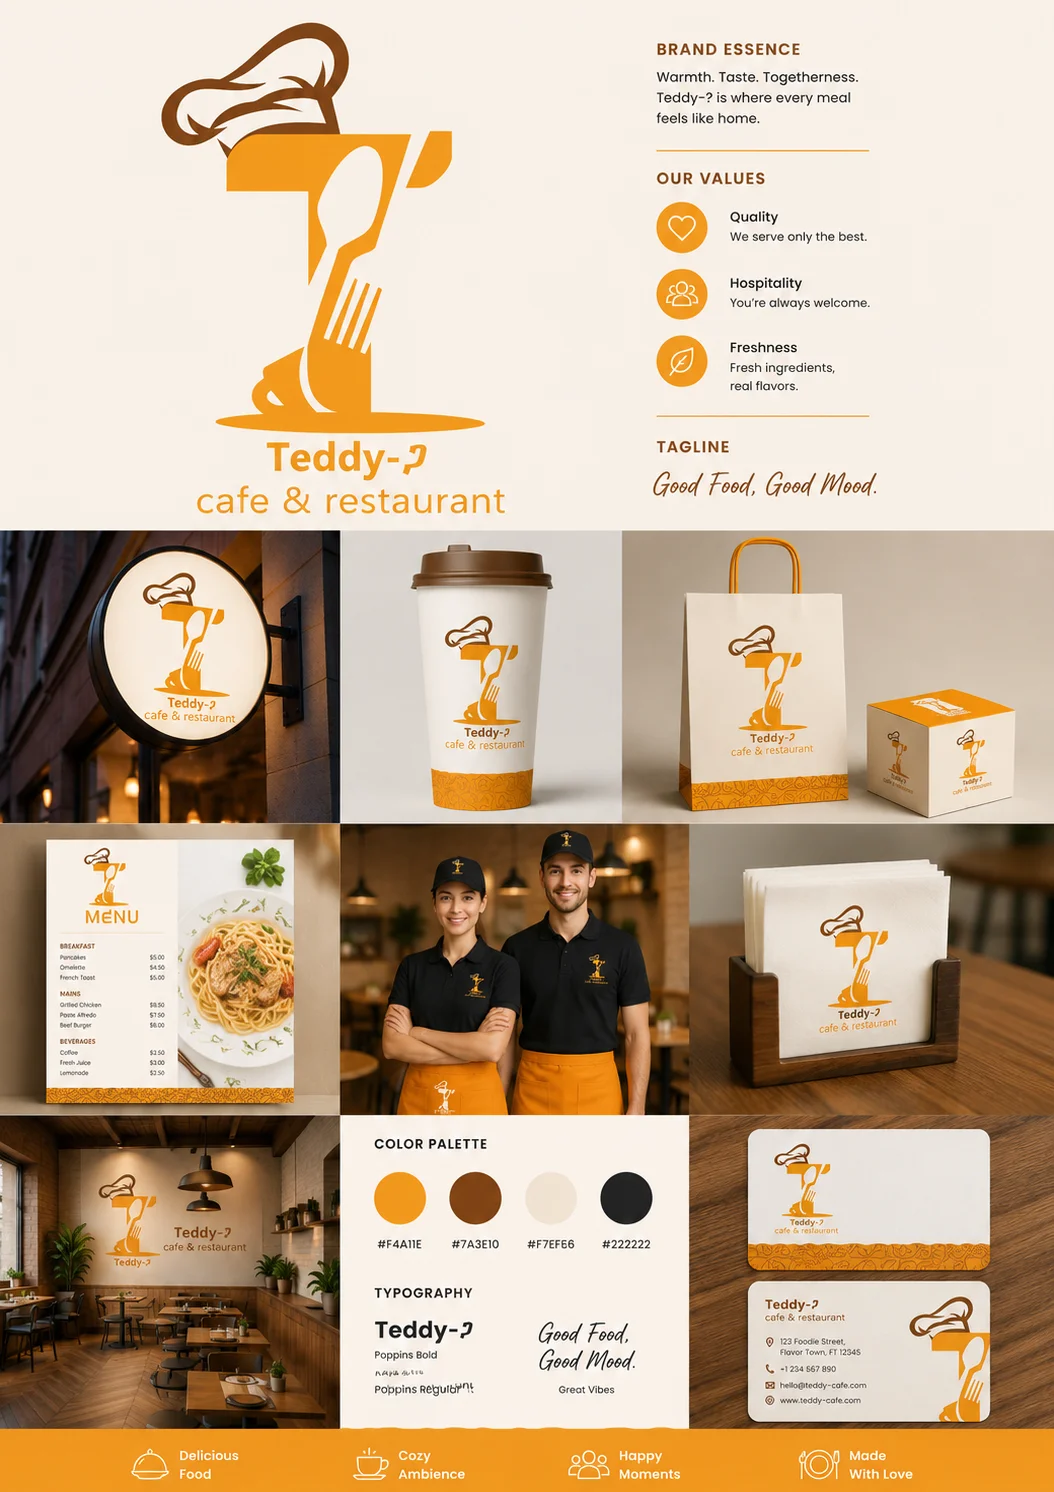 BRAND ESSENCE
Warmth. Taste. Togetherness.
Teddy-? is where every meal
feels like home.
OUR VALUES
Quality
We serve only the best.
Hospitality
You're always welcome.
Freshness
Fresh ingredients,
real flavors.
TAGLINE
Good Food, Good Mood.
Teddy-?
cafe & restaurant
Teddy-?
cafe & restaurant
Teddy-?
cafe & restaurant
Teddy-?
cafe & restaurant
cafe & restaurant
MENU
BREAKFAST
Pancakes $5.00
Omelette $4.50
French Toast $5.00
MAINS
Grilled Chicken $8.50
Paste Alfredo $7.50
Beef Burger $8.00
BEVERAGES
Coffee $2.50
Fresh Juice $3.00
Lemonade $2.50
Teddy-?
cafe & restaurant
Teddy-?
cafe & restaurant
Teddy-?
COLOR PALETTE
#F4A11E
#7A3E10
#F7EF66
#222222
TYPOGRAPHY
Teddy-?
Poppins Bold
Poppins Regular
Good Food,
Good Mood.
Great Vibes
Teddy-?
cafe & restaurant
Teddy-?
cafe & restaurant
123 Foodie Street,
Flavor Town, FT 12345
+1 234 567 890
hello@teddy-cafe.com
www.teddy-cafe.com
Delicious
Food
Cozy
Ambience
Happy
Moments
Made
With Love